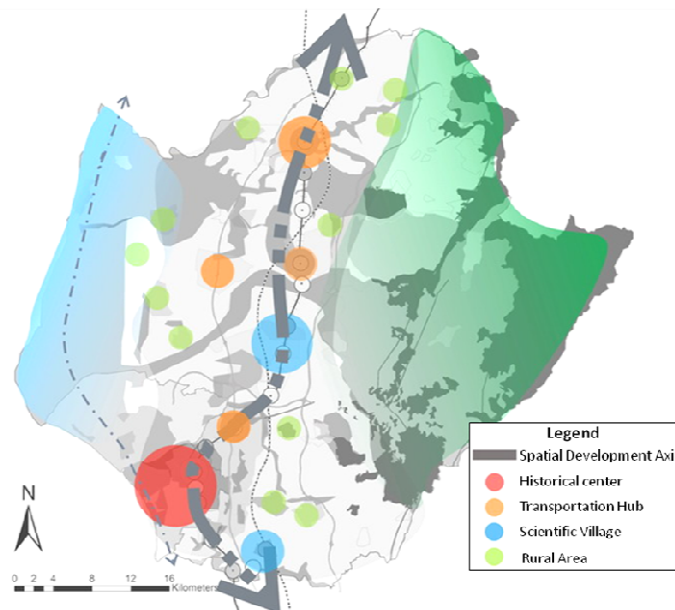 Legend
Spatial Development Axi
Historical center
Transportation Hub
Scientific Village
Rural Area
N
0 2 4 8 12 16
Kilometers